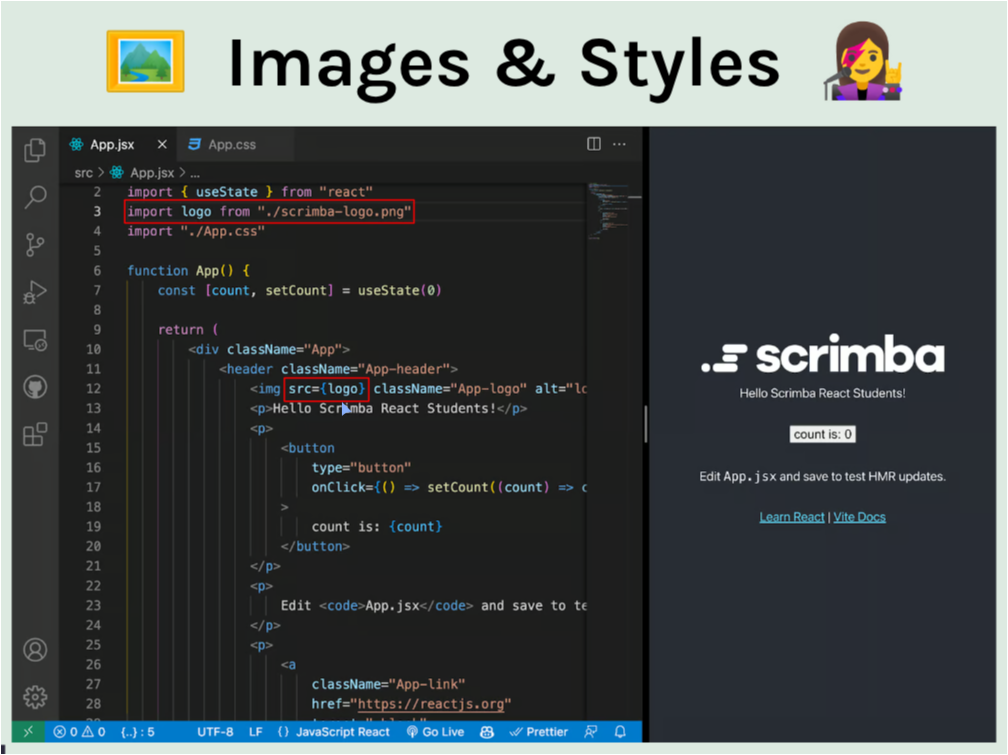 Images & Styles
App.jsx
App.css
src > App.jsx > ...
2 import { useState } from "react"
3 import logo from "./scrimba-logo.png"
4 import "./App.css"
5
6 function App() {
7 const [count, setCount] = useState(0)
8
9 return (
10 <div className="App">
11 <header className="App-header">
12 <img src={logo} className="App-logo" alt="lo
13 <p>Hello Scrimba React Students!</p>
14 <p>
15 <button
16 type="button"
17 onClick={() => setCount((count) => c
18 >
19 count is: {count}
20 </button>
21 </p>
22 <p>
23 Edit <code>App.jsx</code> and save to te
24 </p>
25 <p>
26 <a
27 className="App-link"
28 href="https://reactjs.org"
0 0 {..} : 5 UTF-8 LF {} JavaScript React Go Live Prettier
scrimba
Hello Scrimba React Students!
count is: 0
Edit App.jsx and save to test HMR updates.
Learn React | Vite Docs